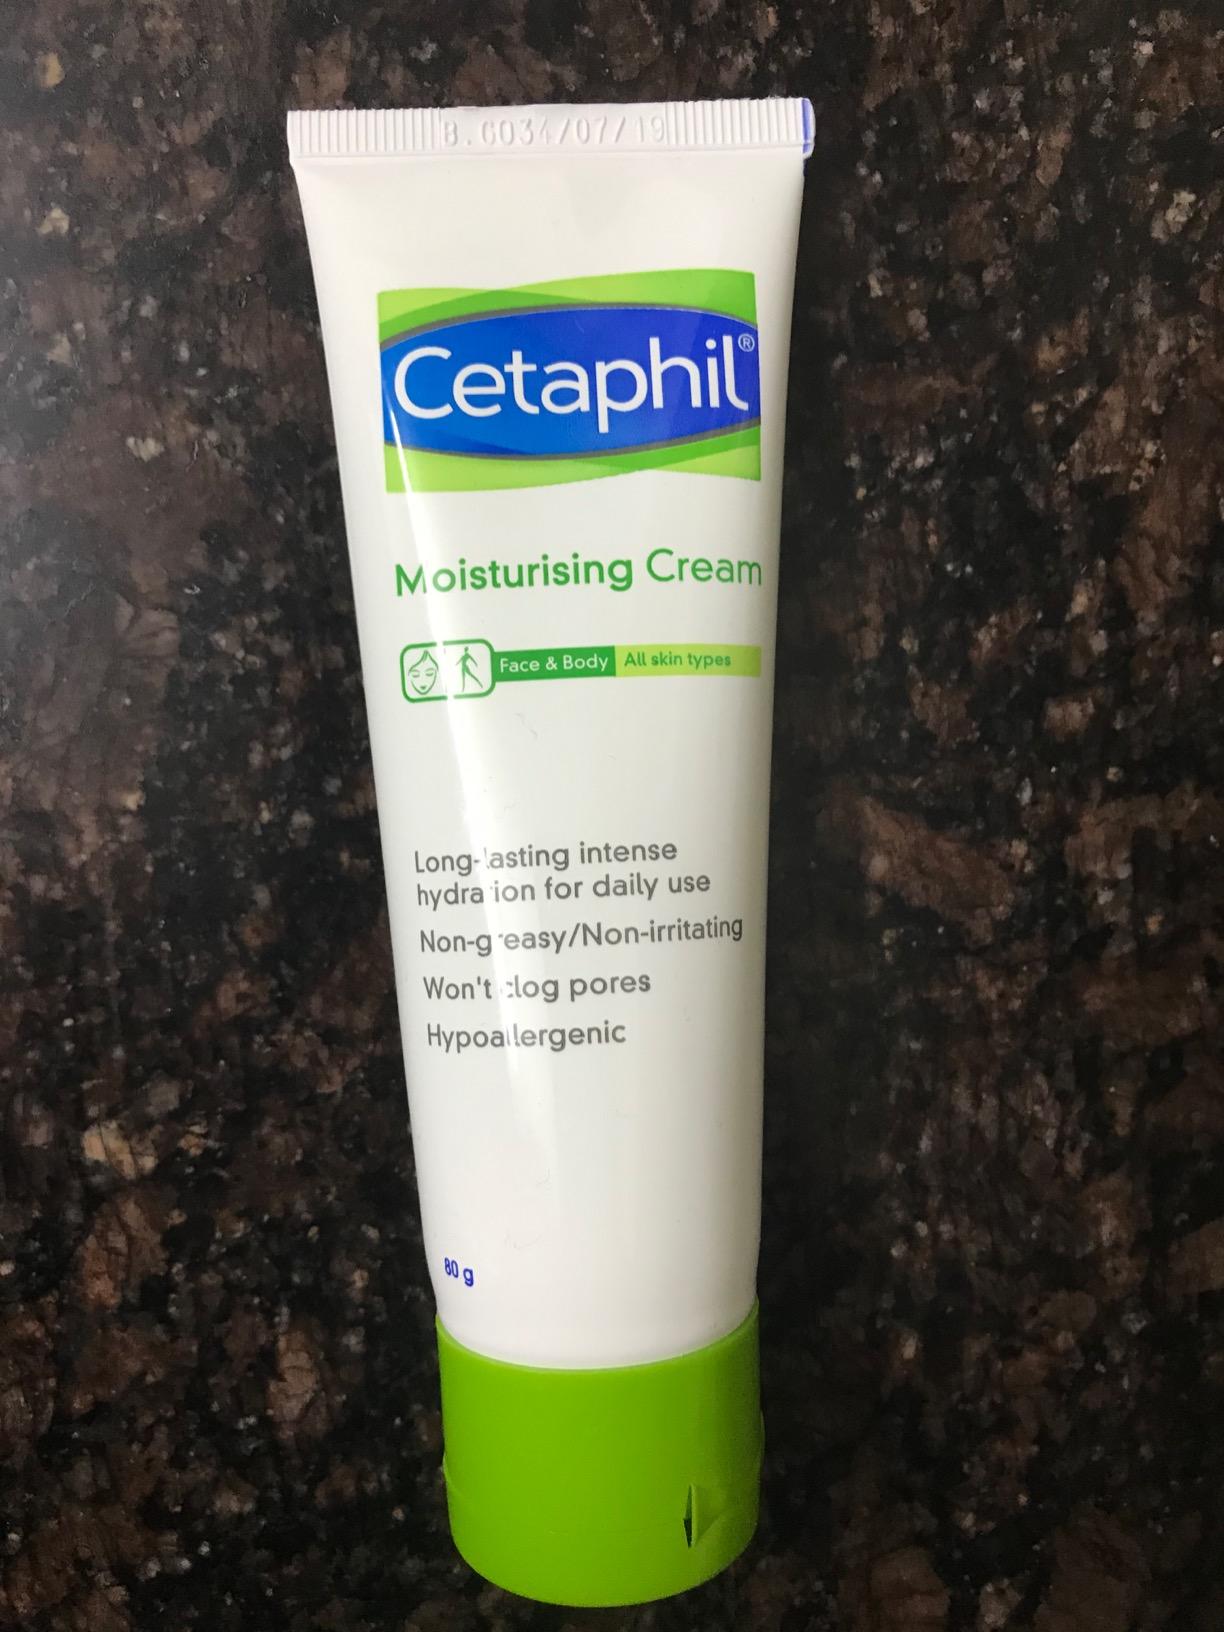 B. G034/07/19
Cetaphil®
Moisturising Cream
Face & Body All skin types
Long-lasting intense
hydration for daily use
Non-greasy/Non-irritating
Won't clog pores
Hypoallergenic
80 g